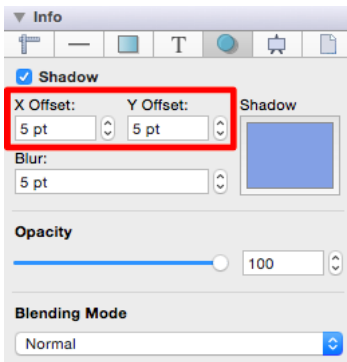 Info
T
Shadow
X Offset: Y Offset: Shadow
5 pt 5 pt
Blur:
5 pt
Opacity
100
Blending Mode
Normal